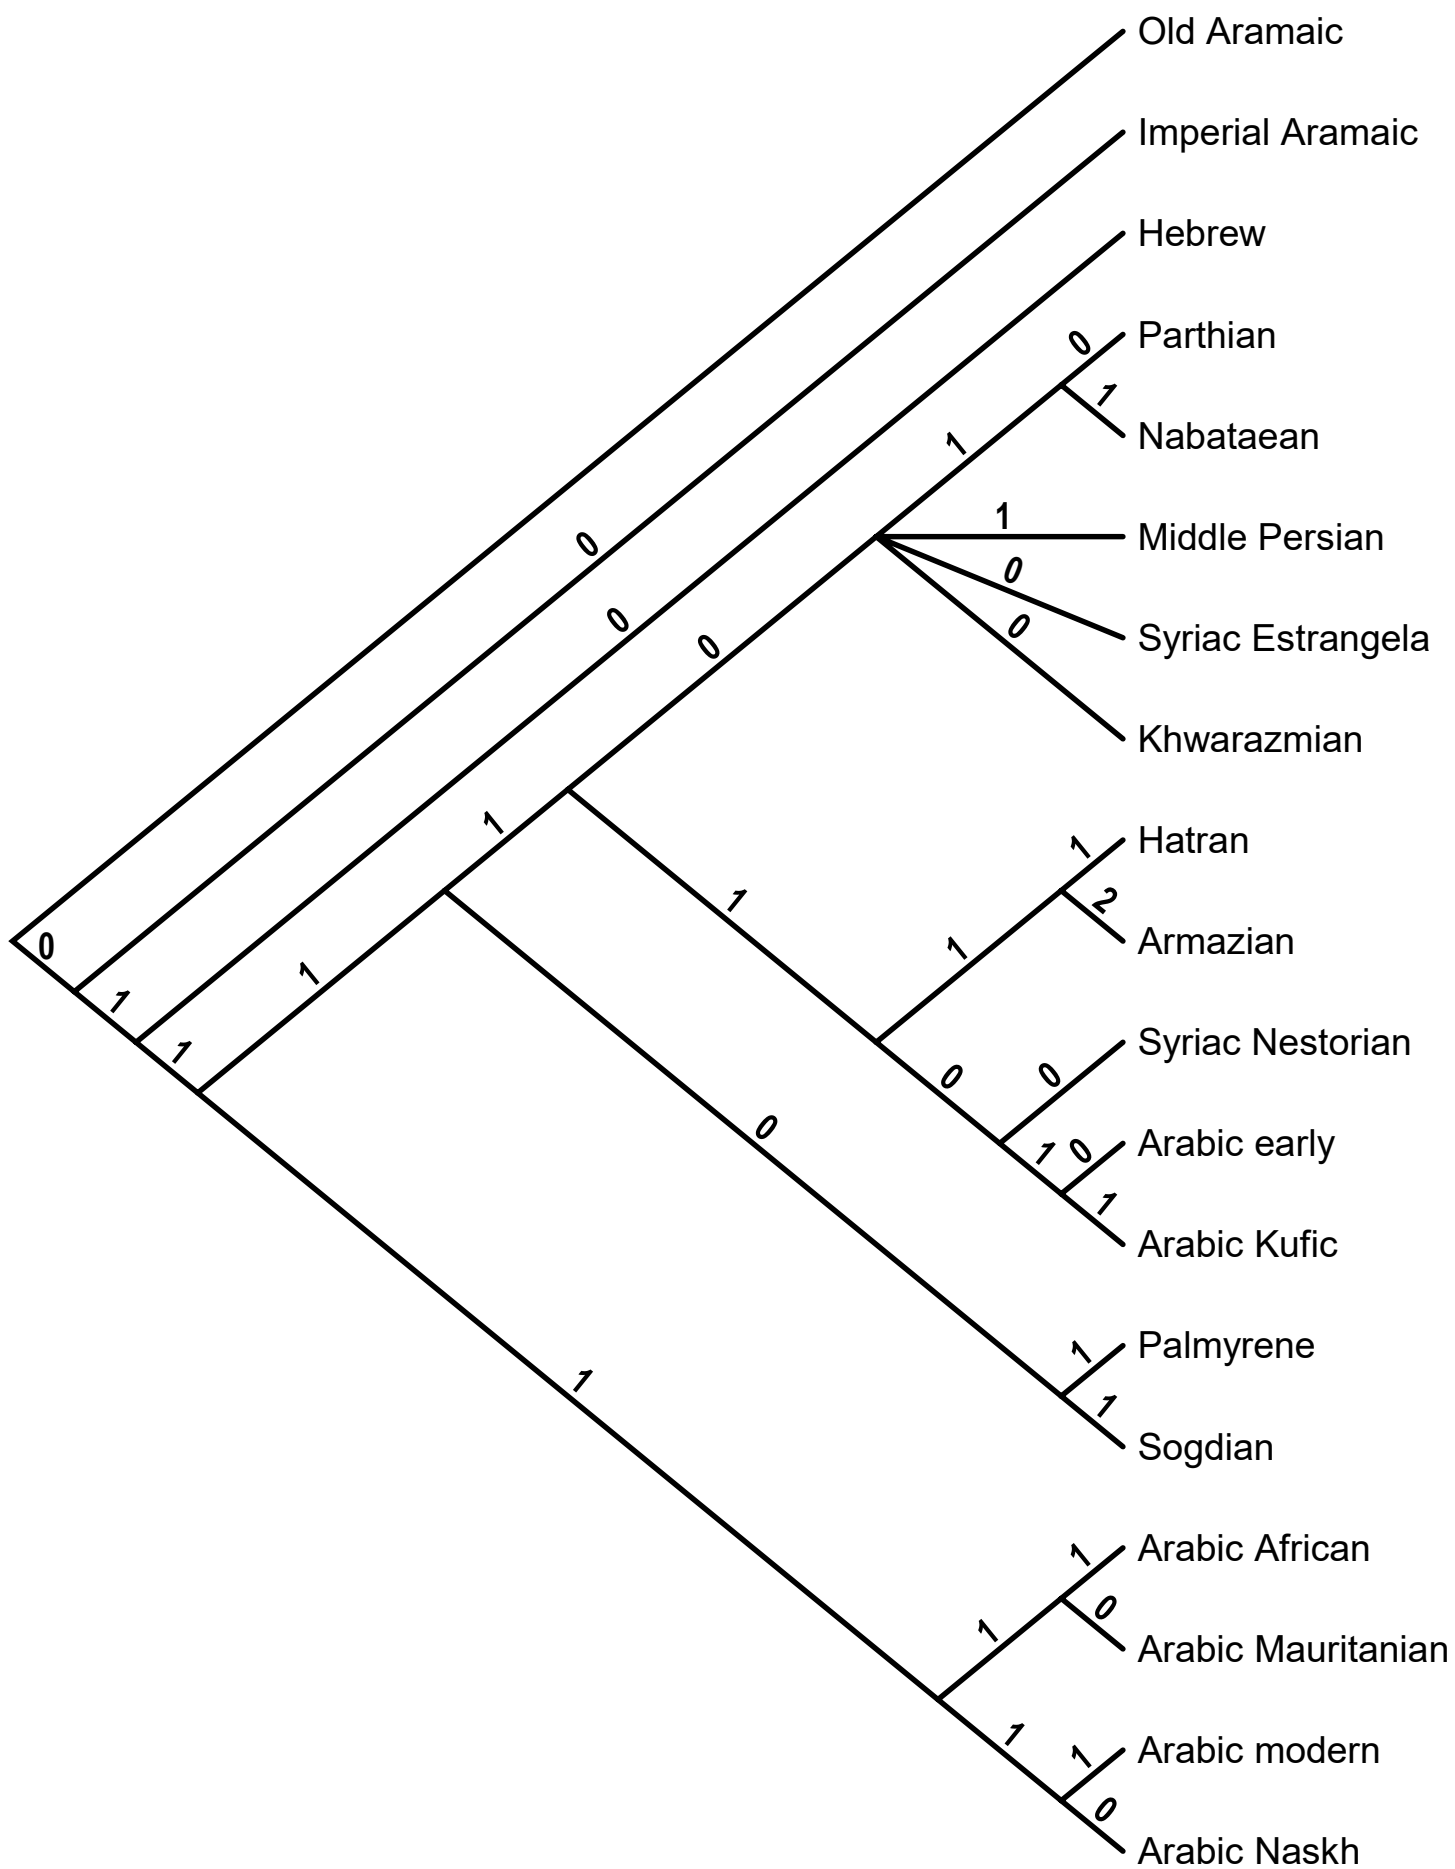 Old Aramaic
Imperial Aramaic
Hebrew
0 Parthian
1
1 Nabataean
1 Middle Persian
0
0
0 Syriac Estrangela
0
0
Khwarazmian
1
1 Hatran
1
2
Armazian
0
1
1
1
1
Syriac Nestorian
0
0
Arabic early
0
1 0
1
Arabic Kufic
Palmyrene
1
1
1
Sogdian
Arabic African
1
0
1
Arabic Mauritanian
1
Arabic modern
1
0
Arabic Naskh